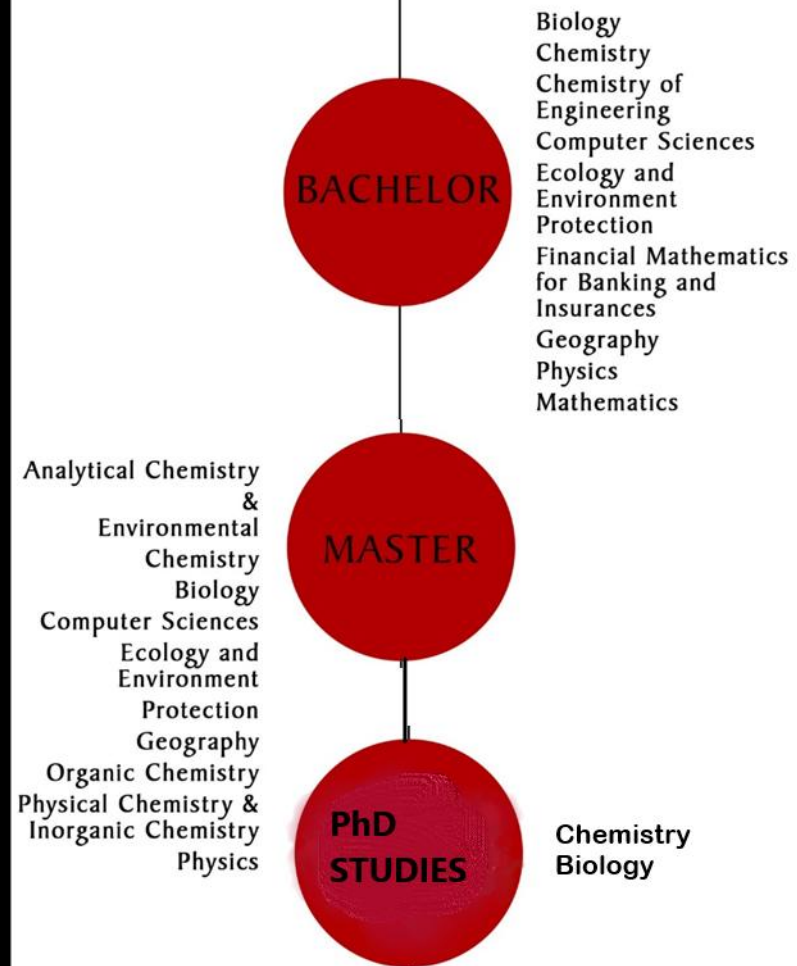 Biology
Chemistry
Chemistry of
Engineering
Computer Sciences
Ecology and
Environment
Protection
Financial Mathematics
for Banking and
Insurances
Geography
Physics
Mathematics
BACHELOR
Analytical Chemistry
&
Environmental
Chemistry
Biology
Computer Sciences
Ecology and
Environment
Protection
Geography
Organic Chemistry
Physical Chemistry &
Inorganic Chemistry
Physics
MASTER
PhD
STUDIES
Chemistry
Biology